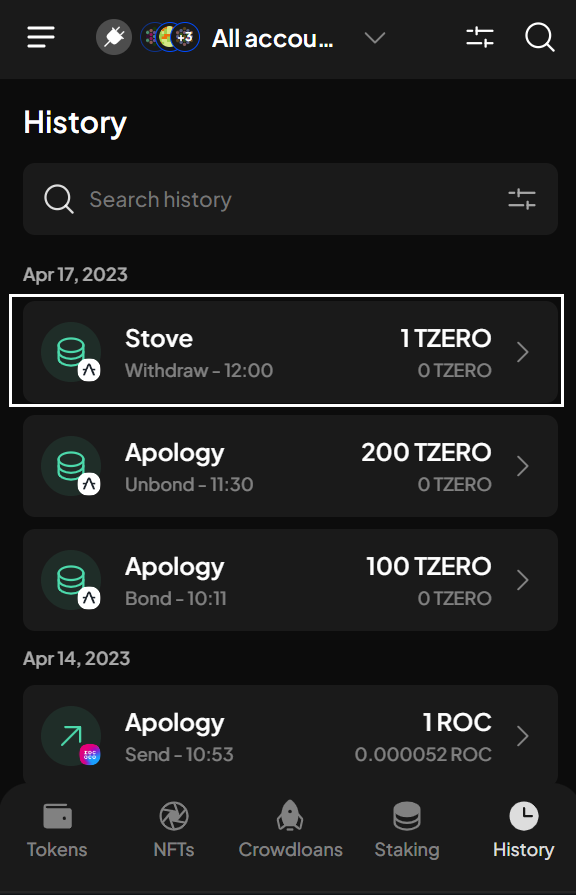 +3 All accou...
History
Search history
Apr 17, 2023
Stove 1 TZERO
Withdraw - 12:00 0 TZERO
Apology 200 TZERO
Unbond - 11:30 0 TZERO
Apology 100 TZERO
Bond - 10:11 0 TZERO
Apr 14, 2023
Apology 1 ROC
Send - 10:53 0.000052 ROC
Tokens NFTs Crowdloans Staking History